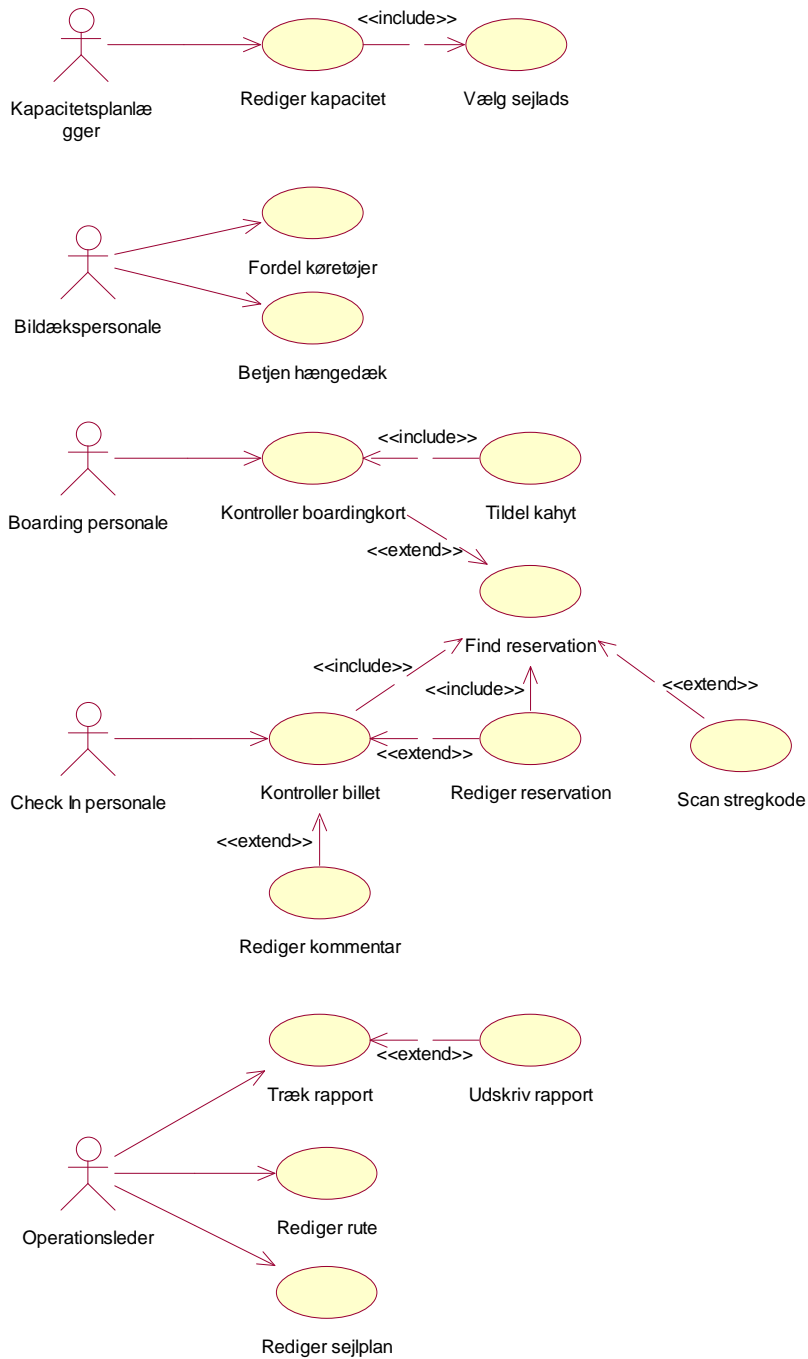 <<include>>
Rediger kapacitet
Vælg sejlads
Kapacitetsplanlæ
gger
Fordel køretøjer
Bildækspersonale
Betjen hængedæk
<<include>>
Boarding personale
Kontroller boardingkort
Tildel kahyt
<<extend>>
Find reservation
<<include>>
<<include>>
<<extend>>
<<extend>>
Check In personale
Kontroller billet
Rediger reservation
Scan stregkode
<<extend>>
Rediger kommentar
<<extend>>
Træk rapport
Udskriv rapport
Operationsleder
Rediger rute
Rediger sejlplan